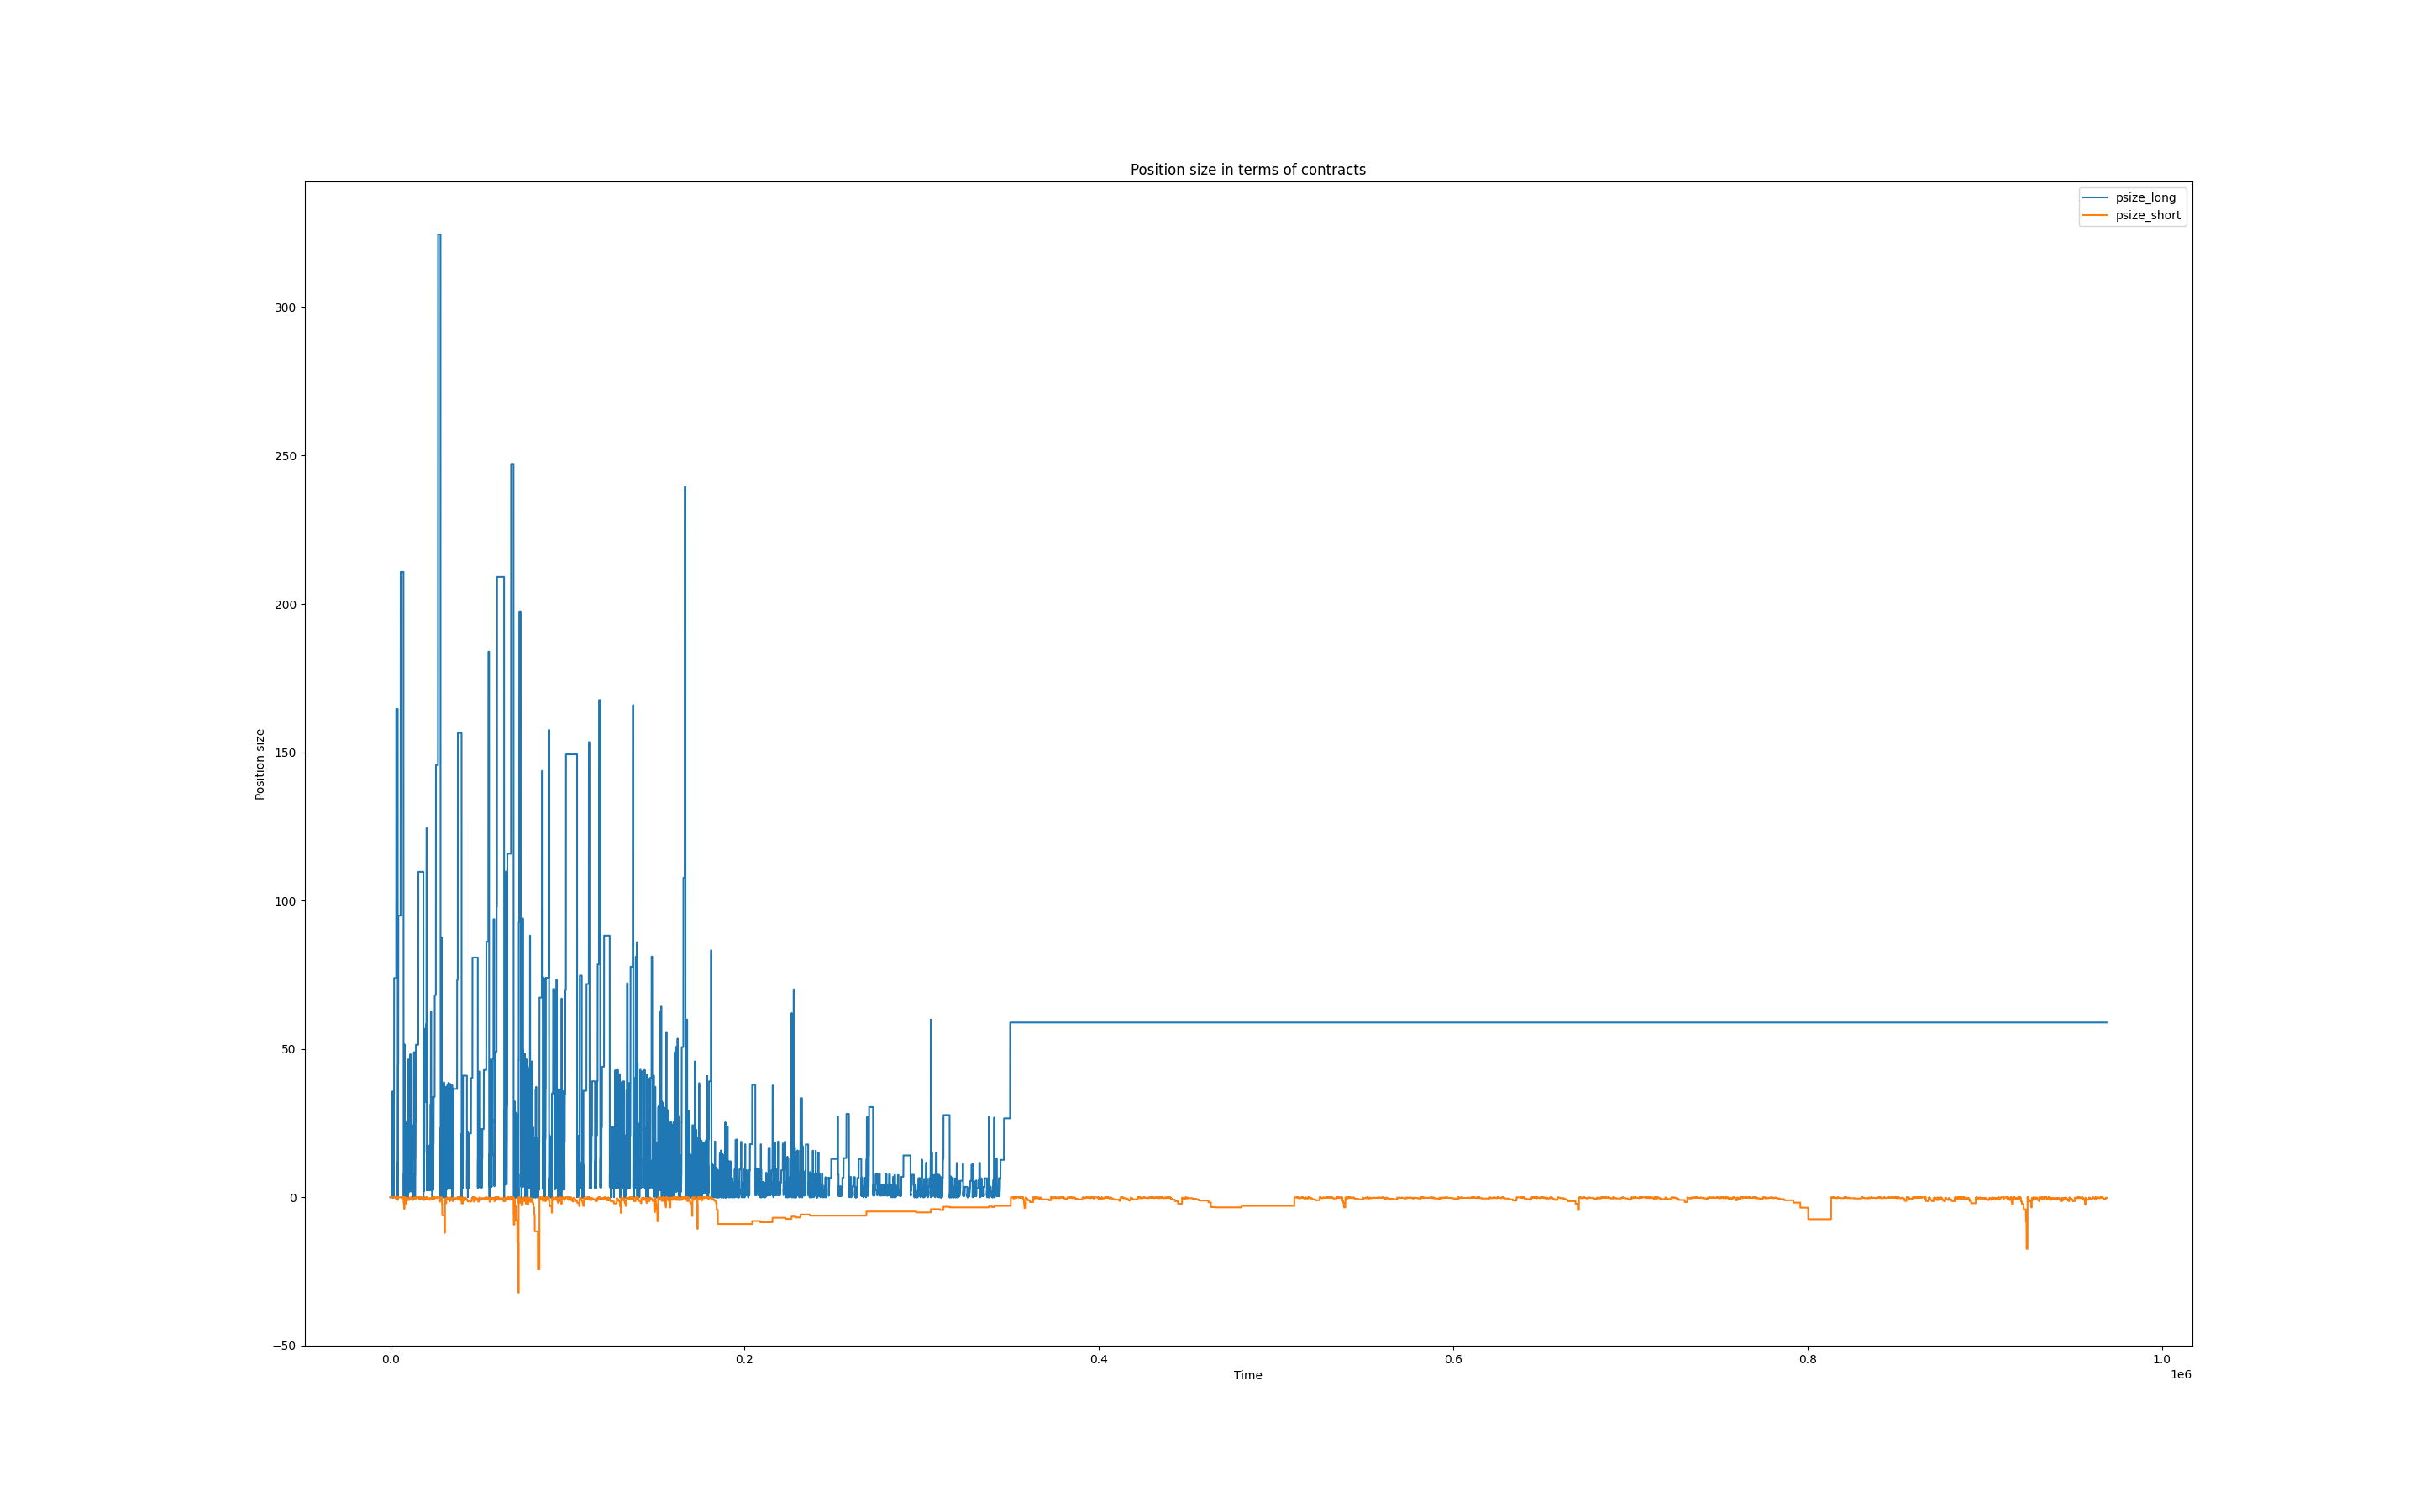 Position size in terms of contracts
psize_long
psize_short
Position size
300
250
200
150
100
50
0
−50
0.0
0.2
0.4
0.6
0.8
1.0
1e6
Time